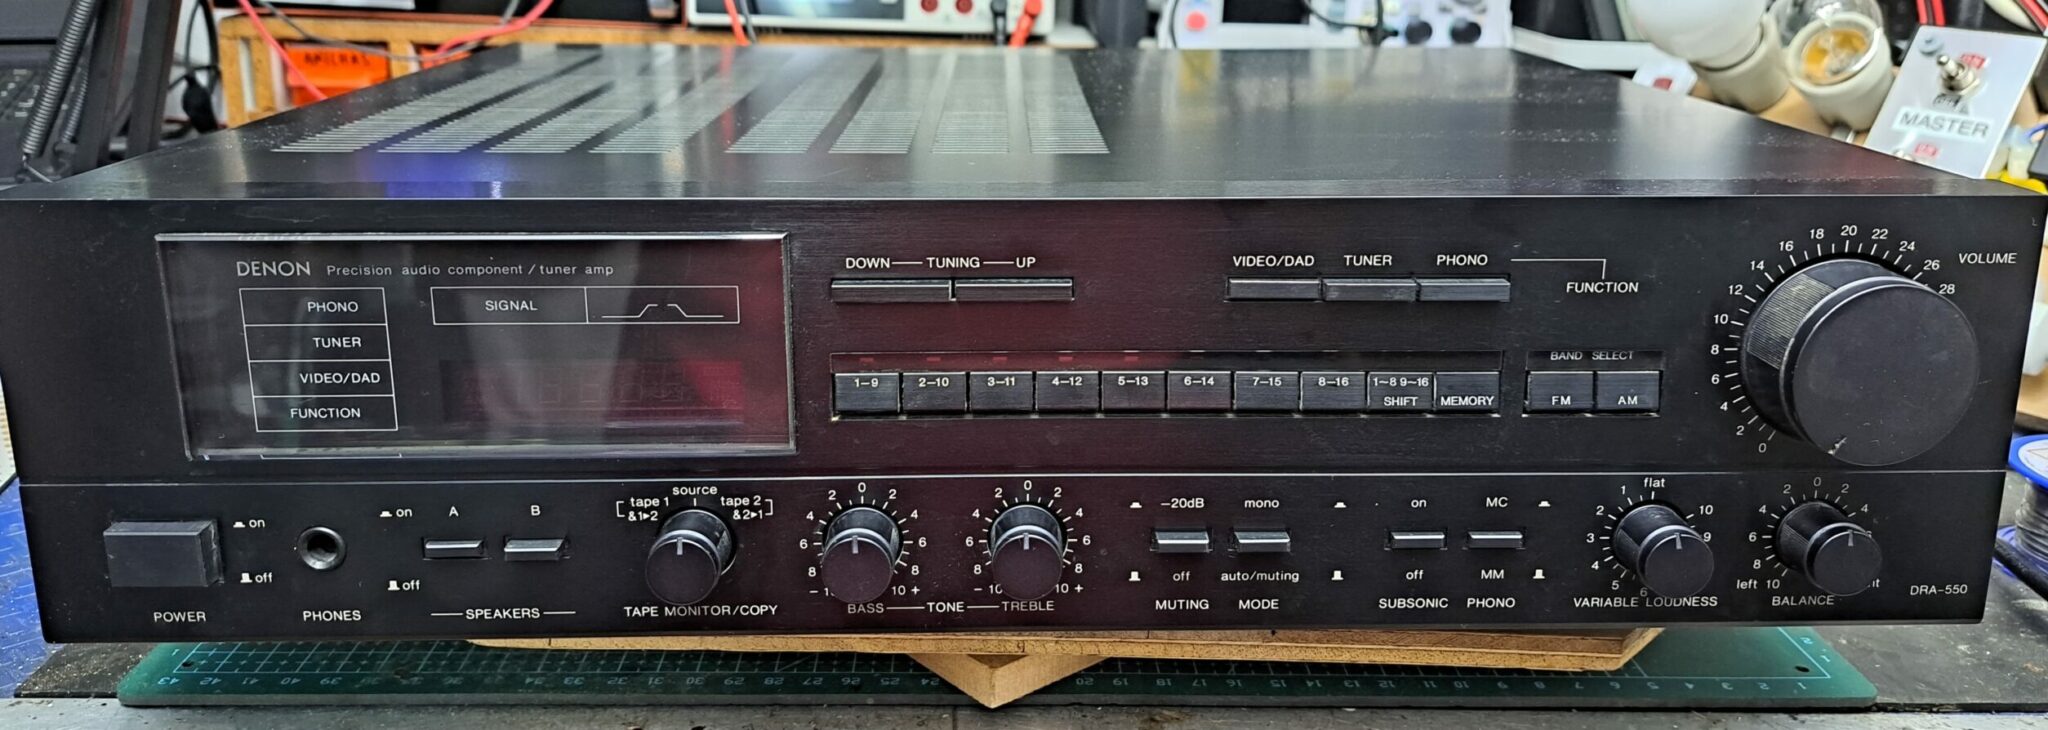 MASTER
DENON Precision audio component / tuner amp
PHONO
TUNER
VIDEO/DAD
FUNCTION
SIGNAL
DOWN TUNING UP
VIDEO/DAD TUNER PHONO
FUNCTION
1–9 2–10 3–11 4–12 5–13 6–14 7–15 8–16 1~8 9~16
SHIFT MEMORY
BAND SELECT
FM AM
VOLUME
0 2 4 6 8 10 12 14 16 18 20 22 24 26 28
on
off
POWER
PHONES
on
off
A B
SPEAKERS
source
tape 1 tape 2
&1▸2 &2▸1
TAPE MONITOR/COPY
0
2 2
4 4
6 6
8 8
10 +
BASS
TONE
0
2 2
4 4
6 6
8 8
– 10 10 +
TREBLE
–20dB
off
MUTING
mono
auto/muting
MODE
on
off
SUBSONIC
MC
MM
PHONO
flat
1 10
2 9
3
4
5
6
VARIABLE LOUDNESS
0
2 2
4 4
6
8
left 10
BALANCE
DRA-550